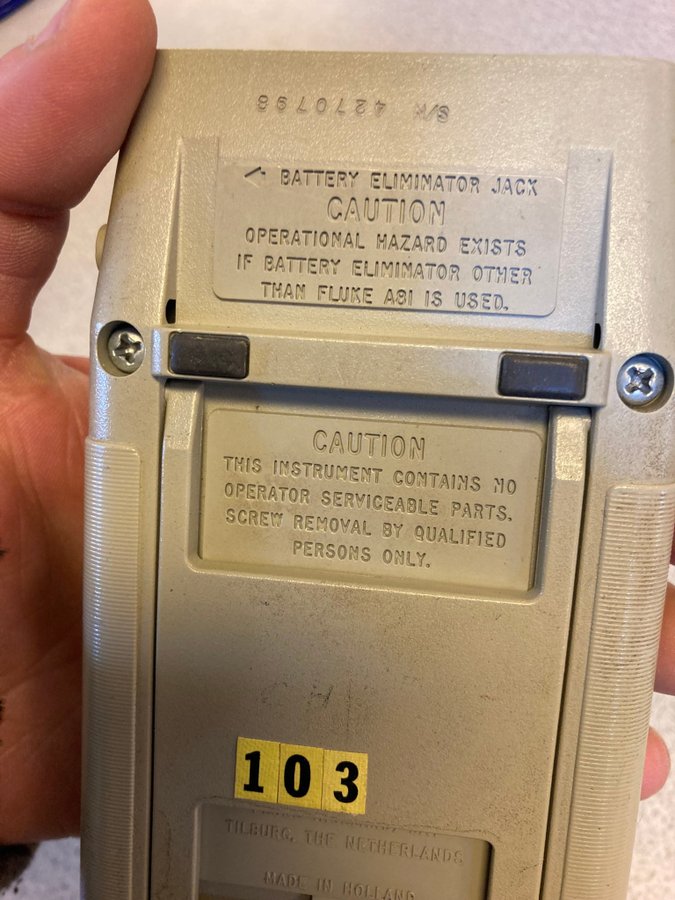 S/N 4270798
BATTERY ELIMINATOR JACK
CAUTION
OPERATIONAL HAZARD EXISTS
IF BATTERY ELIMINATOR OTHER
THAN FLUKE A81 IS USED.
CAUTION
THIS INSTRUMENT CONTAINS NO
OPERATOR SERVICEABLE PARTS.
SCREW REMOVAL BY QUALIFIED
PERSONS ONLY.
103
TILBURG, THE NETHERLANDS
MADE IN HOLLAND